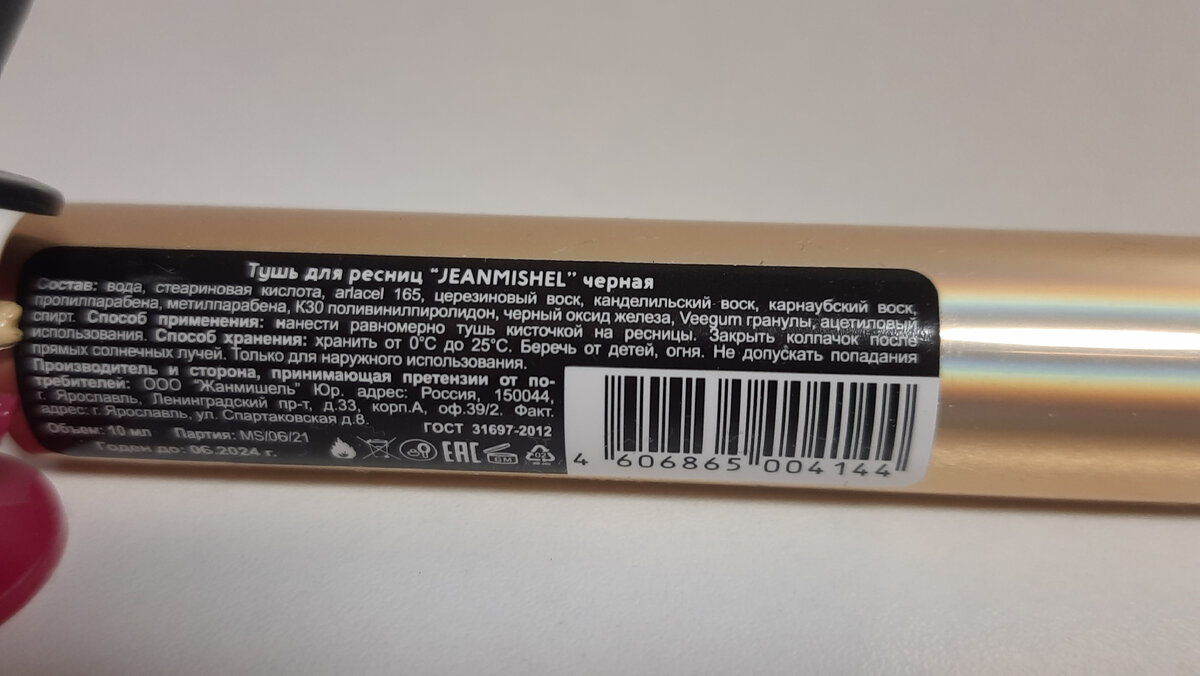 Тушь для ресниц “JEANMISHEL” черная
Состав: вода, стеариновая кислота, arlacel 165, церезиновый воск, канделильский воск, карнаубский воск,
пропилпарабена, метилпарабена, К30 поливинилпиролидон, черный оксид железа, Veegum гранулы, ацетиловый
спирт. Способ применения: нанести равномерно тушь кисточкой на ресницы. Закрыть колпачок после
использования. Способ хранения: хранить от 0°С до 25°С. Беречь от детей, огня. Не допускать попадания
прямых солнечных лучей. Только для наружного использования.
Производитель и сторона, принимающая претензии от по-
требителей: ООО "Жанмишель" Юр. адрес: Россия, 150044,
г. Ярославль, Ленинградский пр-т, д.33, корп.А, оф.39/2. Факт.
адрес: г. Ярославль, ул. Спартаковская д.8.
ГОСТ 31697-2012
Объем: 10 мл Партия: MS/06/21
Годен до: 06.2024 г.
EAC 6M 02
4 606865 004144